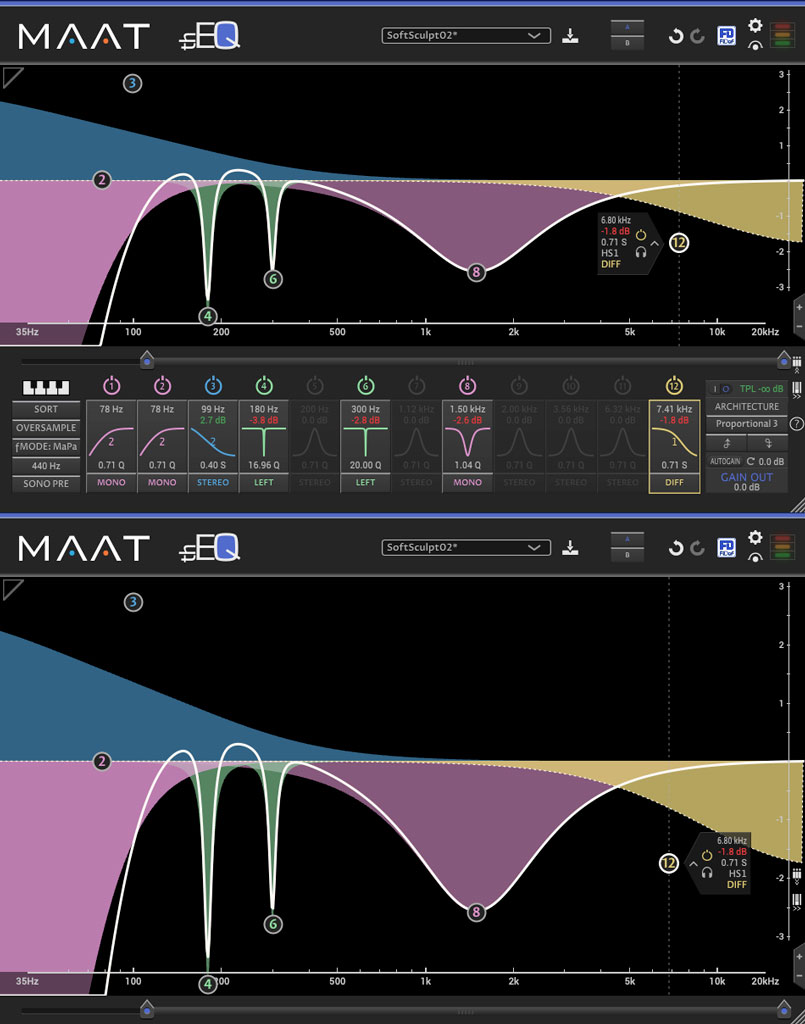 MAAT ƒEQ SoftSculpt02* A B FiDef
3
3
2
2
1
-1
6.80 kHz
-1.8 dB
0.71 S
HS1
DIFF
12
-2
6
8
-3
4
35Hz 100 200 500 1k 2k 5k 10k 20kHz
+
−
1 2 3 4 5 6 7 8 9 10 11 12
I TPL -∞ dB
SORT
OVERSAMPLE
ƒMODE: MaPa
440 Hz
SONO PRE
78 Hz 78 Hz 99 Hz 180 Hz 200 Hz 300 Hz 1.12 kHz 1.50 kHz 2.00 kHz 3.56 kHz 6.32 kHz 7.41 kHz
2.7 dB -3.8 dB 0.0 dB -2.8 dB 0.0 dB -2.6 dB 0.0 dB 0.0 dB 0.0 dB -1.8 dB
2 2 2 1
0.71 Q 0.71 Q 0.40 S 16.96 Q 0.71 Q 20.00 Q 0.71 Q 1.04 Q 0.71 Q 0.71 Q 0.71 Q 0.71 S
MONO MONO STEREO LEFT STEREO LEFT STEREO MONO STEREO STEREO STEREO DIFF
ARCHITECTURE
Proportional 3
?
AUTOGAIN 0.0 dB
GAIN OUT
0.0 dB
MAAT ƒEQ SoftSculpt02* A B
3
3
2
1
2
-1
6.80 kHz
-1.8 dB
0.71 S
HS1
DIFF
12
-2
8
6
-3
35Hz 100 200 500 1k 2k 5k 10k 20kHz
4
+
−